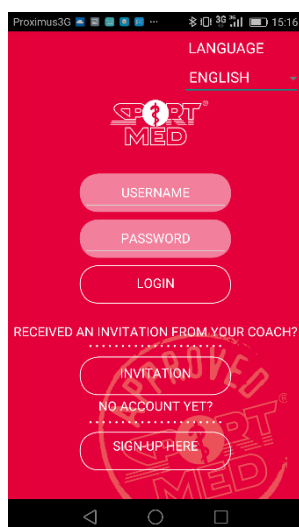 Proximus3G 3G 3G 15:16
LANGUAGE
ENGLISH
SPORT®
MED
USERNAME
PASSWORD
LOGIN
RECEIVED AN INVITATION FROM YOUR COACH?
INVITATION
NO ACCOUNT YET?
SIGN-UP HERE
APPROVED
SPORT®
MED